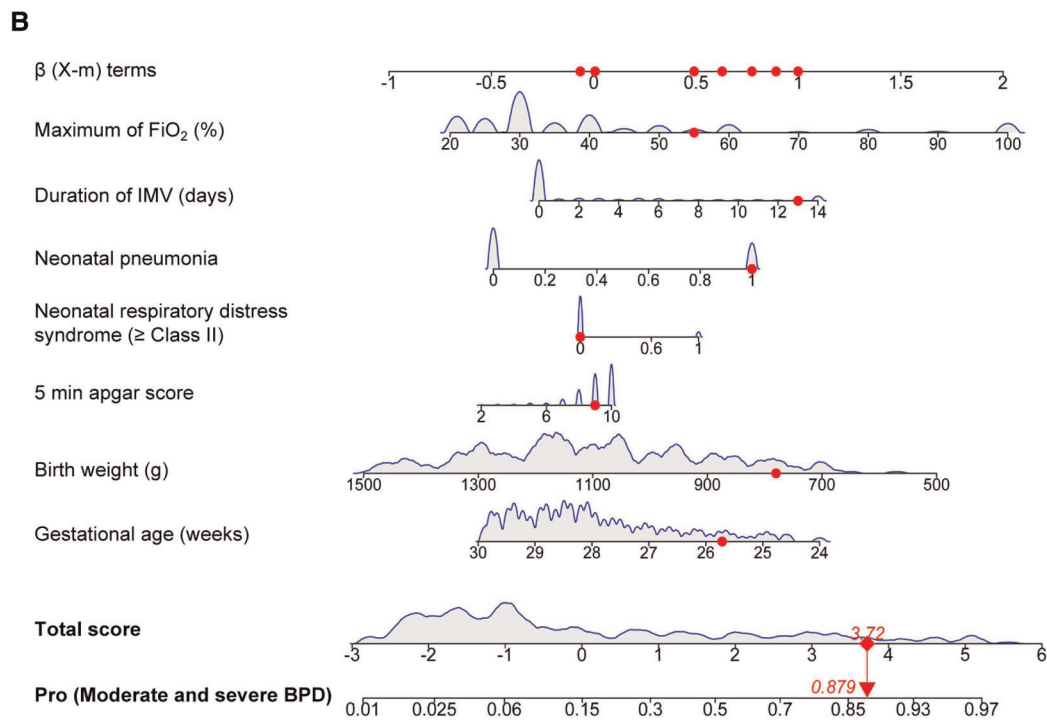 B
β (X-m) terms
-1 -0.5 0 0.5 1 1.5 2
Maximum of FiO₂ (%)
20 30 40 50 60 70 80 90 100
Duration of IMV (days)
0 2 4 6 8 10 12 14
Neonatal pneumonia
0 0.2 0.4 0.6 0.8 1
Neonatal respiratory distress
syndrome (≥ Class II)
0 0.6 1
5 min apgar score
2 6 10
Birth weight (g)
1500 1300 1100 900 700 500
Gestational age (weeks)
30 29 28 27 26 25 24
Total score
3.72
-3 -2 -1 0 1 2 3 4 5 6
Pro (Moderate and severe BPD)
0.879
0.01 0.025 0.06 0.15 0.3 0.5 0.7 0.85 0.93 0.97